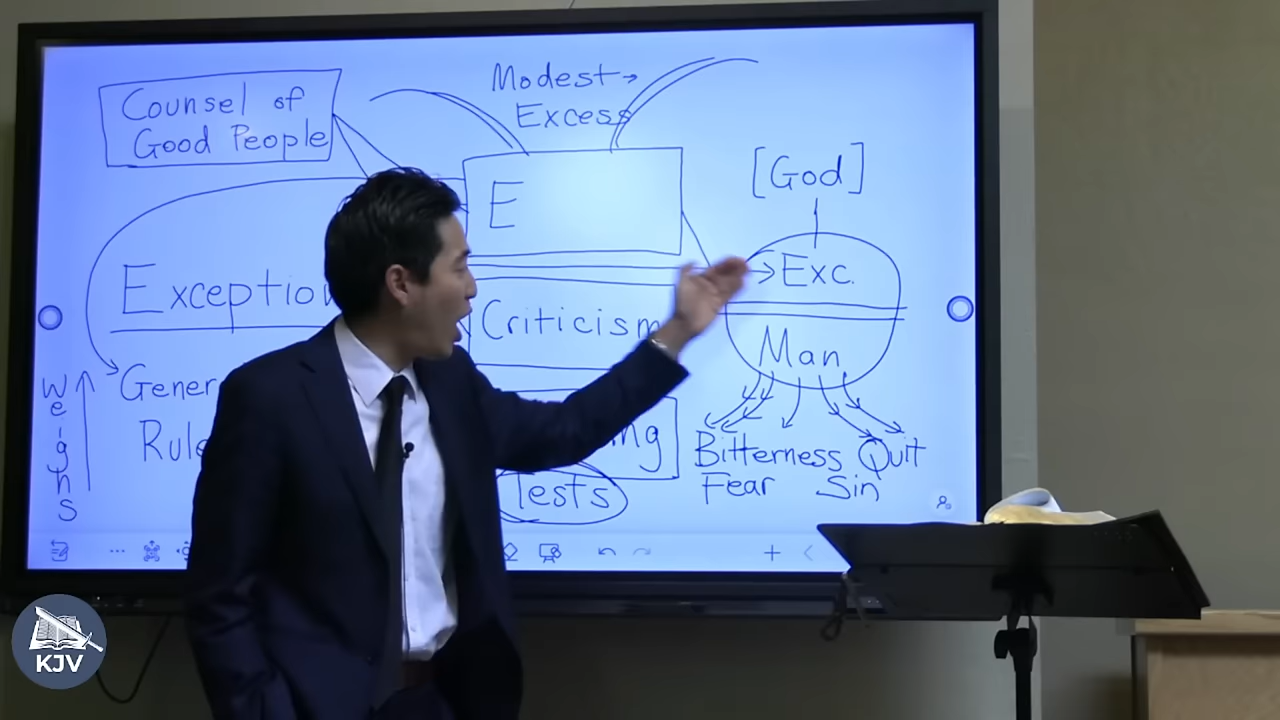 Counsel of
Good People
Modest→
Excess
[God]
E
→Exc.
Exception
Criticism
Man
Weighs
Gener
Rule
ng
Tests
Bitterness Quit
Fear Sin
KJV